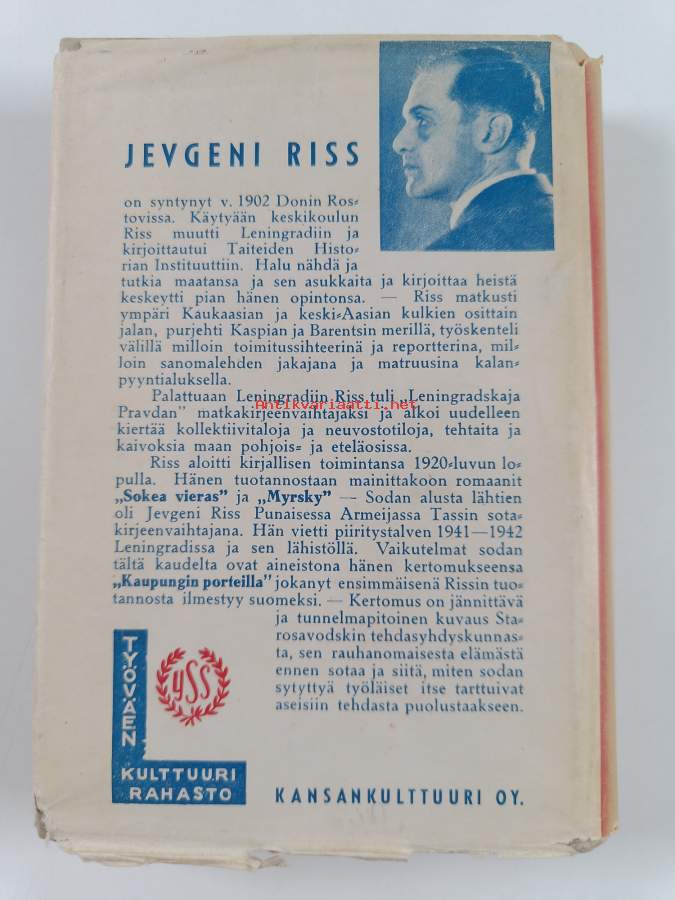 JEVGENI RISS
on syntynyt v. 1902 Donin Ros-
tovissa. Käytyään keskikoulun
Riss muutti Leningradiin ja
kirjoittautui Taiteiden Histo-
rian Instituuttiin. Halu nähdä ja
tutkia maatansa ja sen asukkaita ja kirjoittaa heistä
keskeytti pian hänen opintonsa. — Riss matkusti
ympäri Kaukaasian ja keski-Aasian kulkien osittain
jalan, purjehti Kaspian ja Barentsin merillä, työskenteli
välillä milloin toimitussihteerinä ja reportterina, mil-
loin sanomalehden jakajana ja matruusina kalan-
pyyntialuksella.
Palattuaan Leningradiin Riss tuli „Leningradskaja
Antikvariaatti.net
Pravdan” matkakirjeenvaihtajaksi ja alkoi uudelleen
kiertää kollektiivitaloja ja neuvostotiloja, tehtaita ja
kaivoksia maan pohjois- ja eteläosissa.
Riss aloitti kirjallisen toimintansa 1920-luvun lo-
pulla. Hänen tuotannostaan mainittakoon romaanit
„Sokea vieras” ja „Myrsky” — Sodan alusta lähtien
oli Jevgeni Riss Punaisessa Armeijassa Tassin sota-
kirjeenvaihtajana. Hän vietti piiritystalven 1941—1942
Leningradissa ja sen lähistöllä. Vaikutelmat sodan
tältä kaudelta ovat aineistona hänen kertomukseensa
„Kaupungin porteilla” jokanyt ensimmäisenä Rissin tuo-
tannosta ilmestyy suomeksi. — Kertomus on jännittävä
ja tunnelmapitoinen kuvaus Sta-
rosavodskin tehdasyhdyskunnas-
ta, sen rauhanomaisesta elämästä
ennen sotaa ja siitä, miten sodan
sytyttyä työläiset itse tarttuivat
aseisiin tehdasta puolustaakseen.
YSS
TYÖVÄEN
KULTTUURI
RAHASTO
KANSANKULTTUURI OY.